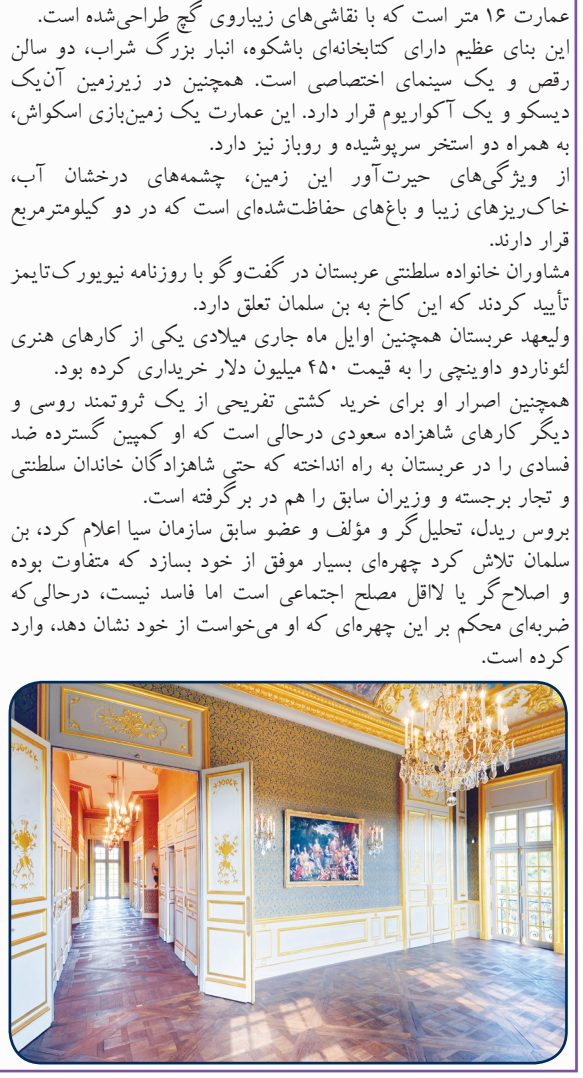 عمارت ۱۶ متر است که با نقاشی‌های زیباروی گچ طراحی‌شده است.
این بنای عظیم دارای کتابخانه‌ای باشکوه، انبار بزرگ شراب، دو سالن
رقص و یک سینمای اختصاصی است. همچنین در زیرزمین آن‌یک
دیسکو و یک آکواریوم قرار دارد. این عمارت یک زمین‌بازی اسکواش،
به همراه دو استخر سرپوشیده و روباز نیز دارد.
از ویژگی‌های حیرت‌آور این زمین، چشمه‌های درخشان آب،
خاک‌ریزهای زیبا و باغ‌های حفاظت‌شده‌ای است که در دو کیلومترمربع
قرار دارند.
مشاوران خانواده سلطنتی عربستان در گفت‌وگو با روزنامه نیویورک‌تایمز
تأیید کردند که این کاخ به بن سلمان تعلق دارد.
ولیعهد عربستان همچنین اوایل ماه جاری میلادی یکی از کارهای هنری
لئوناردو داوینچی را به قیمت ۴۵۰ میلیون دلار خریداری کرده بود.
همچنین اصرار او برای خرید کشتی تفریحی از یک ثروتمند روسی و
دیگر کارهای شاهزاده سعودی درحالی است که او کمپین گسترده ضد
فسادی را در عربستان به راه انداخته که حتی شاهزادگان خاندان سلطنتی
و تجار برجسته و وزیران سابق را هم در برگرفته است.
بروس ریدل، تحلیل‌گر و مؤلف و عضو سابق سازمان سیا اعلام کرد، بن
سلمان تلاش کرد چهره‌ای بسیار موفق از خود بسازد که متفاوت بوده
و اصلاح‌گر یا لااقل مصلح اجتماعی است اما فاسد نیست، درحالی‌که
ضربه‌ای محکم بر این چهره‌ای که او می‌خواست از خود نشان دهد، وارد
کرده است.